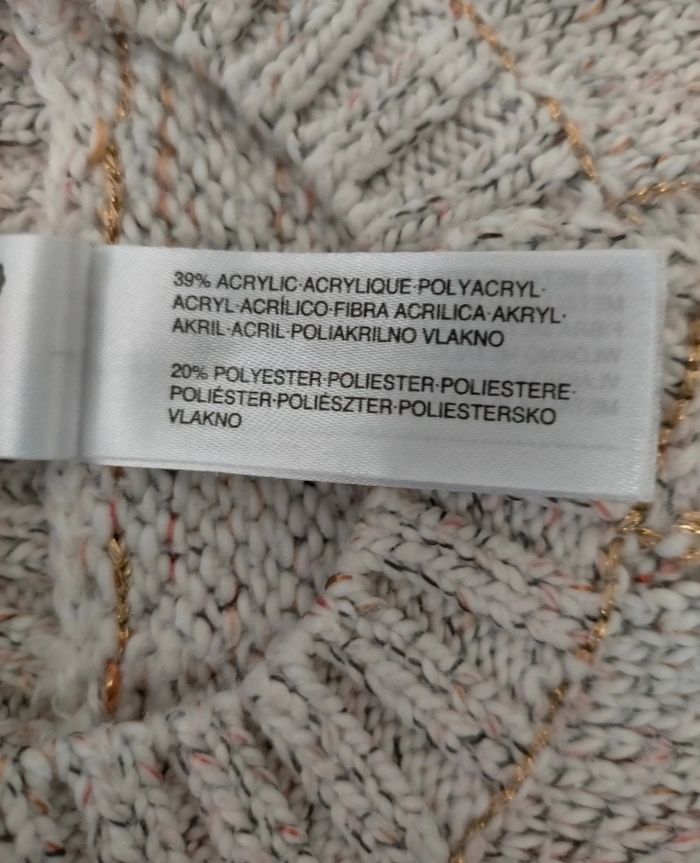 39% ACRYLIC·ACRYLIQUE·POLYACRYL·
ACRYL·ACRÍLICO·FIBRA ACRILICA·AKRYL·
AKRIL·ACRIL·POLIAKRILNO VLAKNO
20% POLYESTER·POLIESTER·POLIESTERE·
POLIÉSTER·POLIÉSZTER·POLIESTERSKO
VLAKNO